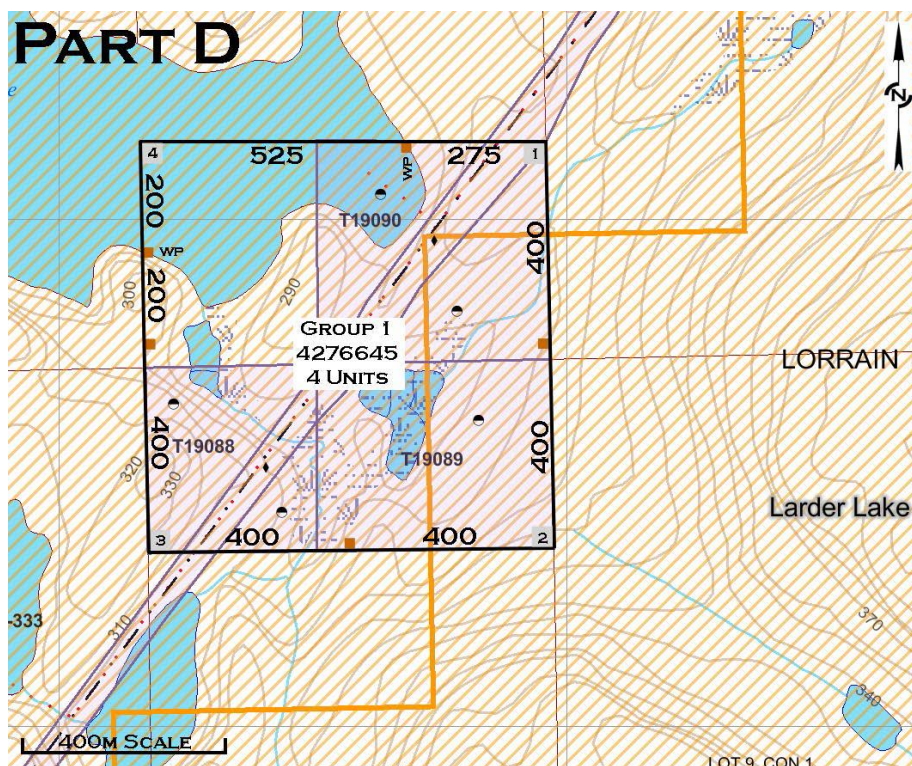 PART D
N
4
525
WP
275
1
200
T19090
400
WP
200
300
290
GROUP 1
4276645
4 UNITS
LORRAIN
T19088
T19089
400
400
320
330
Larder Lake
3
400
400
2
-333
310
370
340
400M SCALE
LOT 9, CON 1